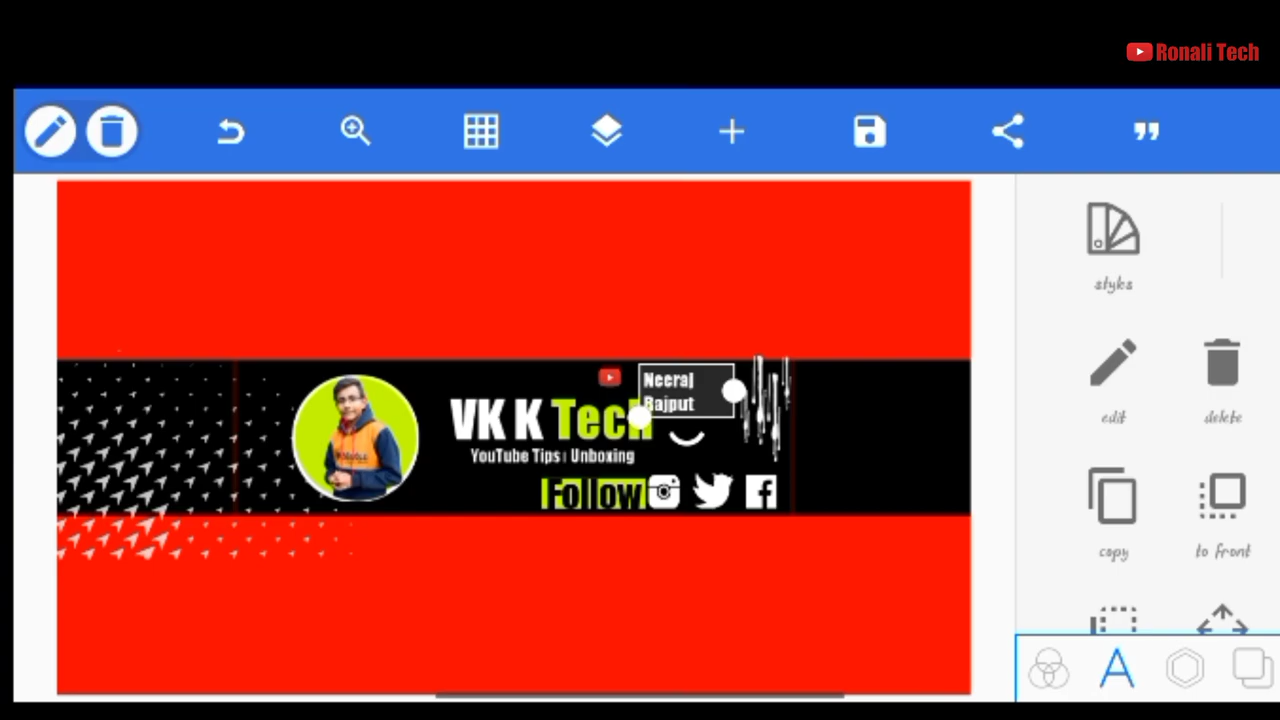 Ronali Tech
styles
edit
delete
copy
to front
Neeraj
Rajput
VK K Tech
YouTube Tips | Unboxing
Follow
A